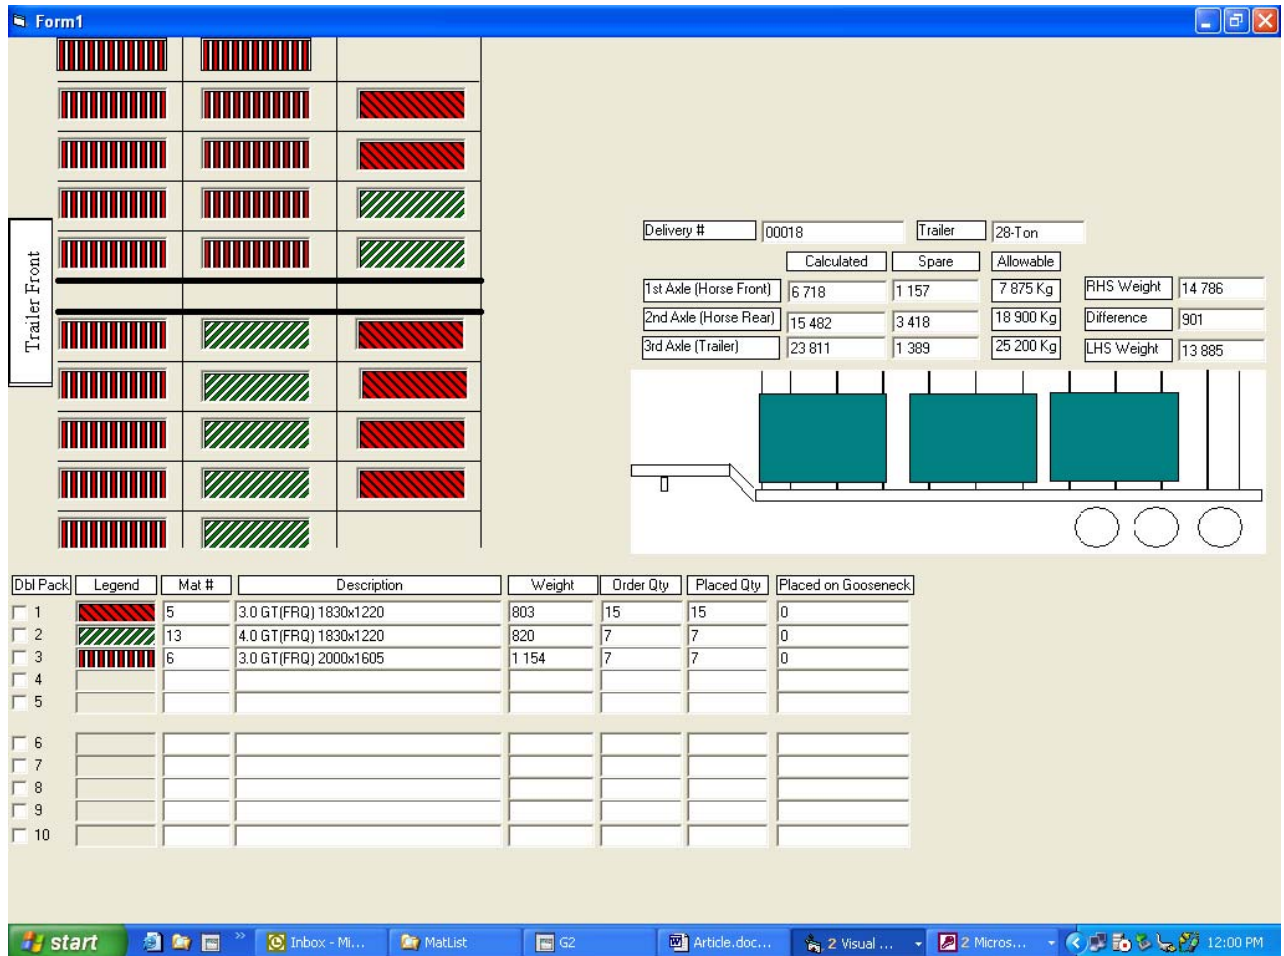 Form1
Trailer Front
Delivery # 00018 Trailer 28-Ton
Calculated Spare Allowable
1st Axle (Horse Front) 6 718 1 157 7 875 Kg RHS Weight 14 786
2nd Axle (Horse Rear) 15 482 3 418 18 900 Kg Difference 901
3rd Axle (Trailer) 23 811 1 389 25 200 Kg LHS Weight 13 885
Dbl Pack Legend Mat # Description Weight Order Qty Placed Qty Placed on Gooseneck
1 5 3.0 GT(FRQ) 1830x1220 803 15 15 0
2 13 4.0 GT(FRQ) 1830x1220 820 7 7 0
3 6 3.0 GT(FRQ) 2000x1605 1 154 7 7 0
4
5
6
7
8
9
10
start » Inbox - Mi... MatList G2 Article.doc... 2 Visual ... 2 Micros... 12:00 PM